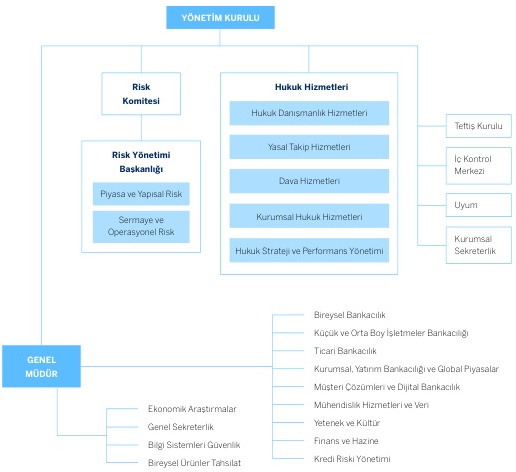 YÖNETİM KURULU
Risk
Komitesi
Risk Yönetimi
Başkanlığı
Piyasa ve Yapısal Risk
Sermaye ve
Operasyonel Risk
Hukuk Hizmetleri
Hukuk Danışmanlık Hizmetleri
Yasal Takip Hizmetleri
Dava Hizmetleri
Kurumsal Hukuk Hizmetleri
Hukuk Strateji ve Performans Yönetimi
Teftiş Kurulu
İç Kontrol
Merkezi
Uyum
Kurumsal
Sekreterlik
GENEL
MÜDÜR
Bireysel Bankacılık
Küçük ve Orta Boy İşletmeler Bankacılığı
Ticari Bankacılık
Kurumsal, Yatırım Bankacılığı ve Global Piyasalar
Müşteri Çözümleri ve Dijital Bankacılık
Mühendislik Hizmetleri ve Veri
Yetenek ve Kültür
Finans ve Hazine
Kredi Riski Yönetimi
Ekonomik Araştırmalar
Genel Sekreterlik
Bilgi Sistemleri Güvenlik
Bireysel Ürünler Tahsilat